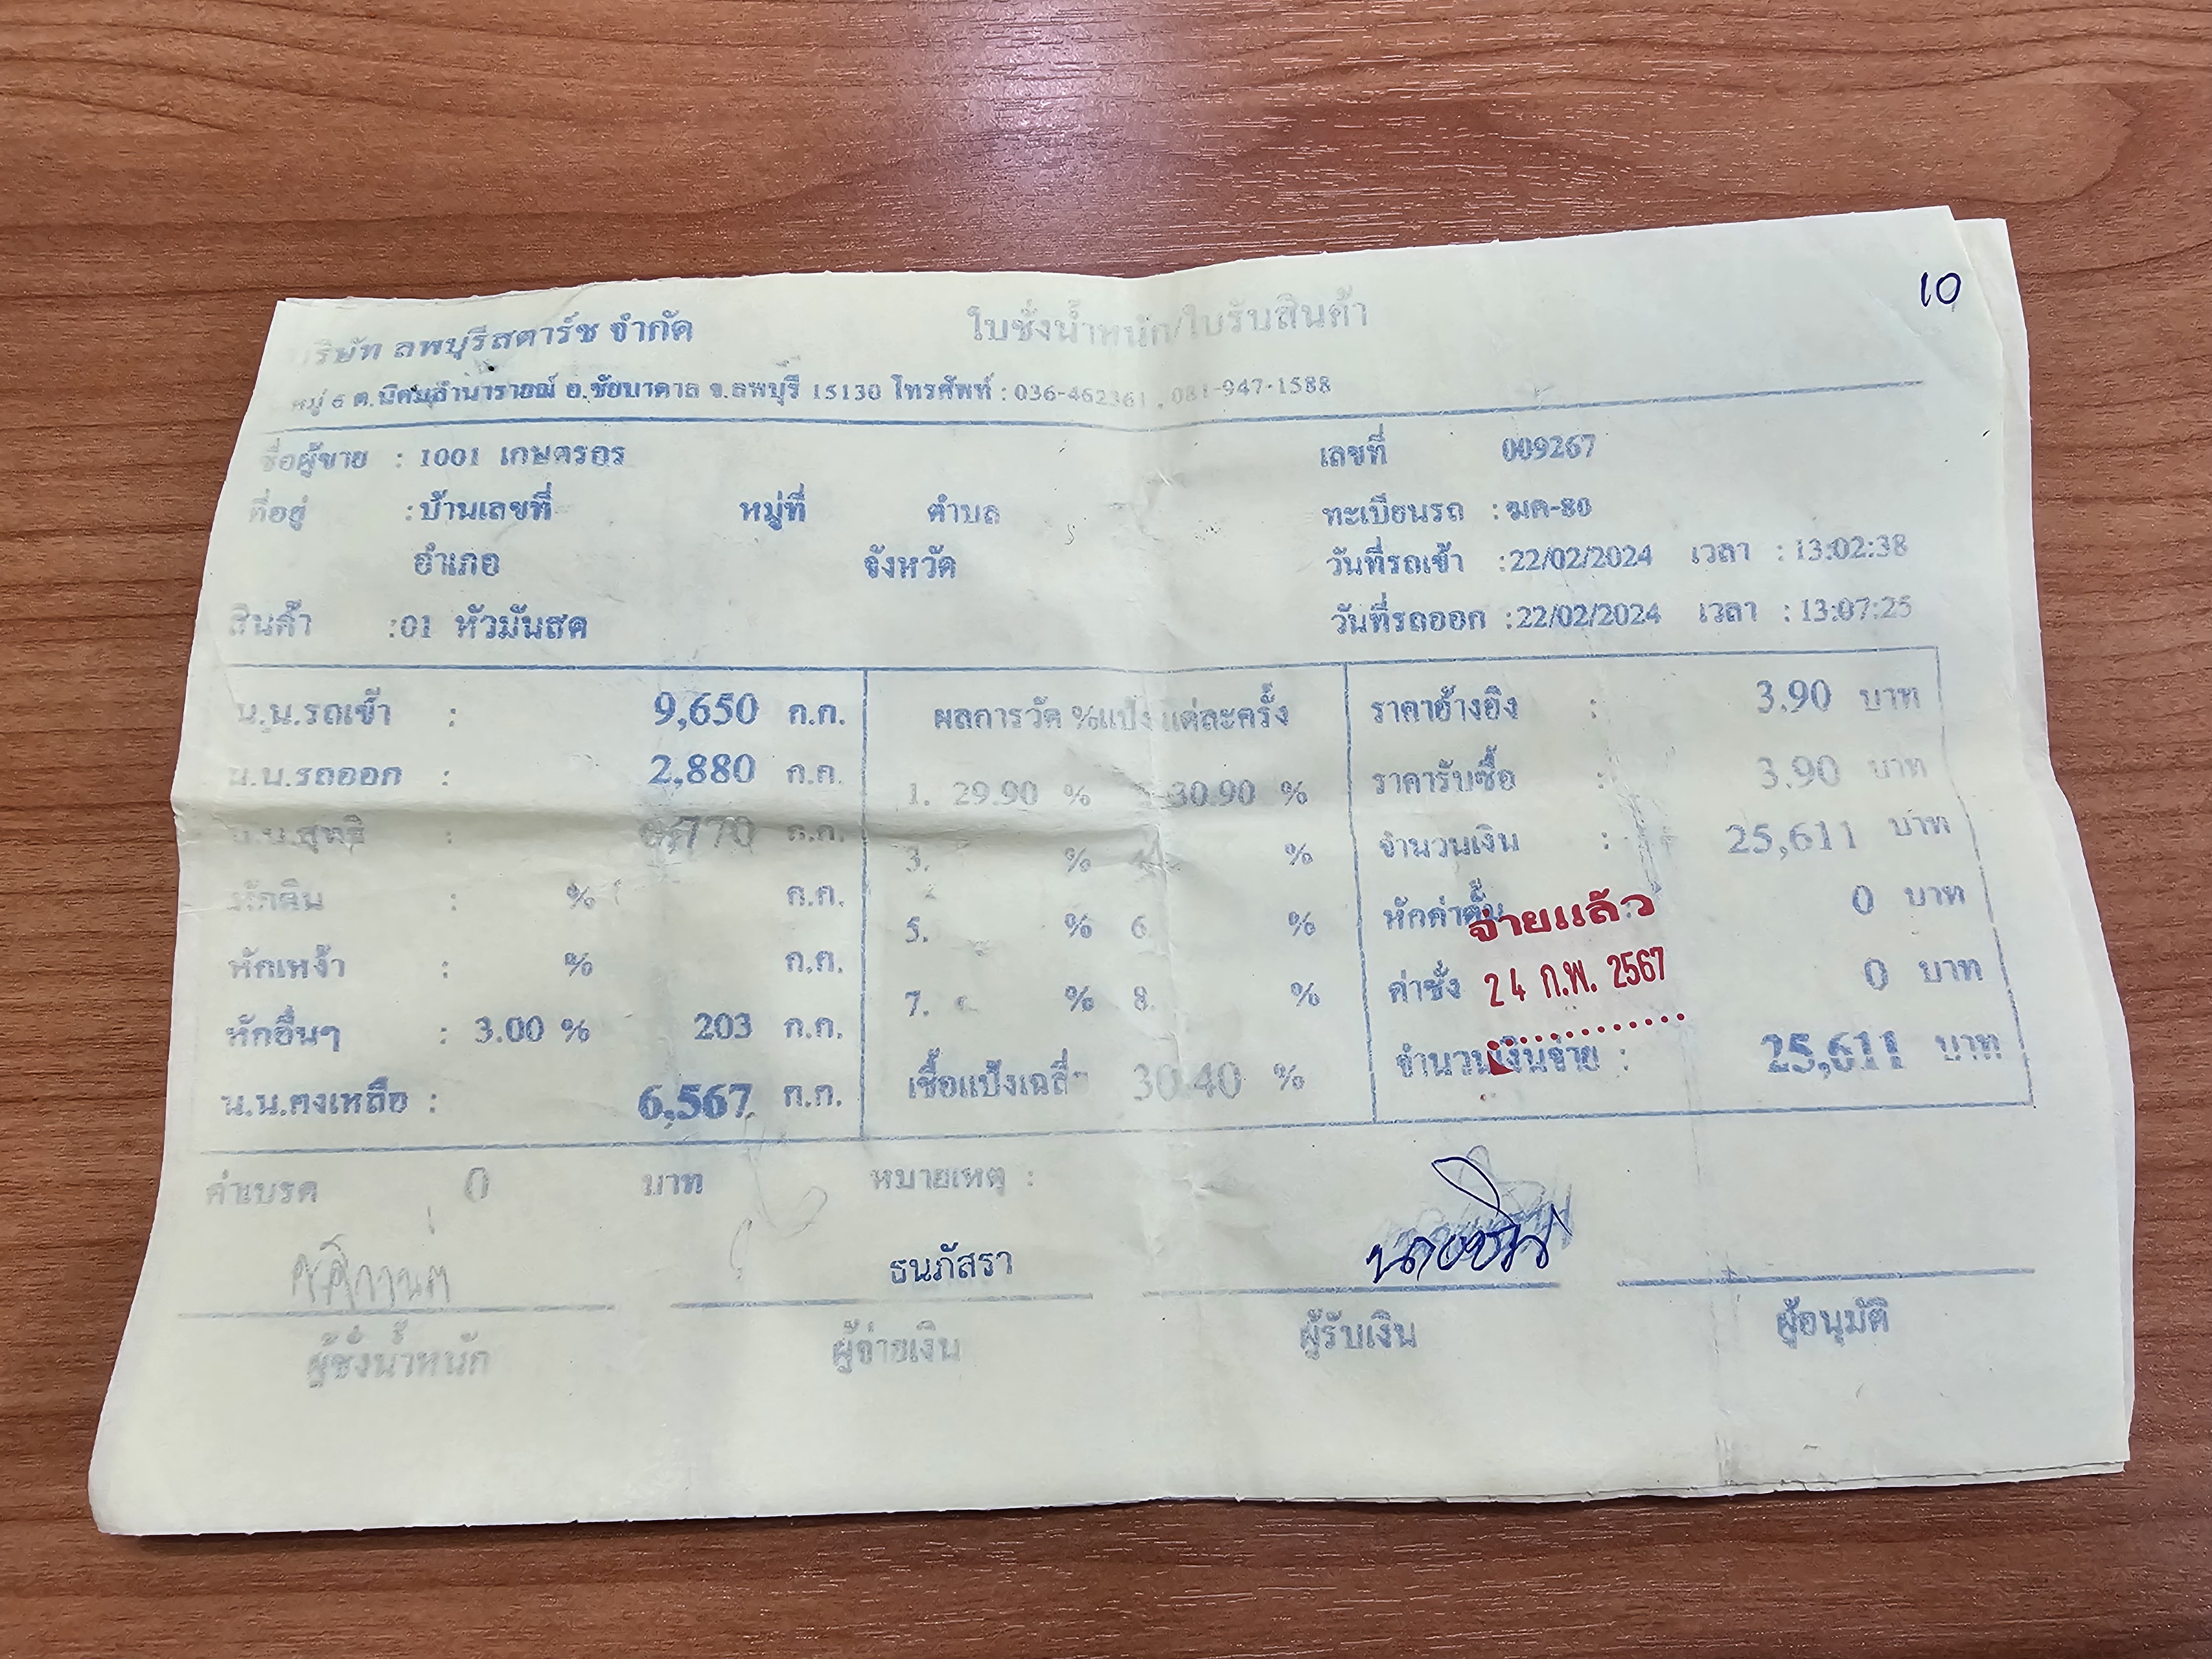 10
บริษัท ลพบุรีสตาร์ช จำกัด ใบชั่งน้ำหนัก/ใบรับสินค้า
หมู่ 6 ต.นิคมลำนารายณ์ อ.ชัยบาดาล จ.ลพบุรี 15130 โทรศัพท์ : 036-462361 , 081-947-1588
ชื่อผู้ขาย : 1001 เกษตรอร เลขที่ 009267
ที่อยู่ :บ้านเลขที่ หมู่ที่ ตำบล ทะเบียนรถ : มค-80
อำเภอ จังหวัด วันที่รถเข้า :22/02/2024 เวลา :13:02:38
สินค้า :01 หัวมันสด วันที่รถออก :22/02/2024 เวลา :13:07:25
น.น.รถเข้า : 9,650 ก.ก. ผลการวัด %แป้ง แต่ละครั้ง ราคาอ้างอิง : 3.90 บาท
น.น.รถออก : 2,880 ก.ก. 1. 29.90 % 30.90 % ราคารับซื้อ : 3.90 บาท
น.น.สุทธิ : 6,770 ก.ก. 3. % % จำนวนเงิน : 25,611 บาท
หักดิน : % ก.ก. 5. % 6. % หักค่าขึ้น : 0 บาท
จ่ายแล้ว
หักเหง้า : % ก.ก. 7. % 8. % ค่าชั่ง 0 บาท
24 ก.พ. 2567
หักอื่นๆ : 3.00 % 203 ก.ก. เชื้อแป้งเฉลี่ย 30.40 % จำนวนเงินจ่าย : 25,611 บาท
น.น.คงเหลือ : 6,567 ก.ก.
ค่าเบรค 0 บาท หมายเหตุ :
ธนภัสรา
ผู้ชั่งน้ำหนัก ผู้จ่ายเงิน ผู้รับเงิน ผู้อนุมัติ